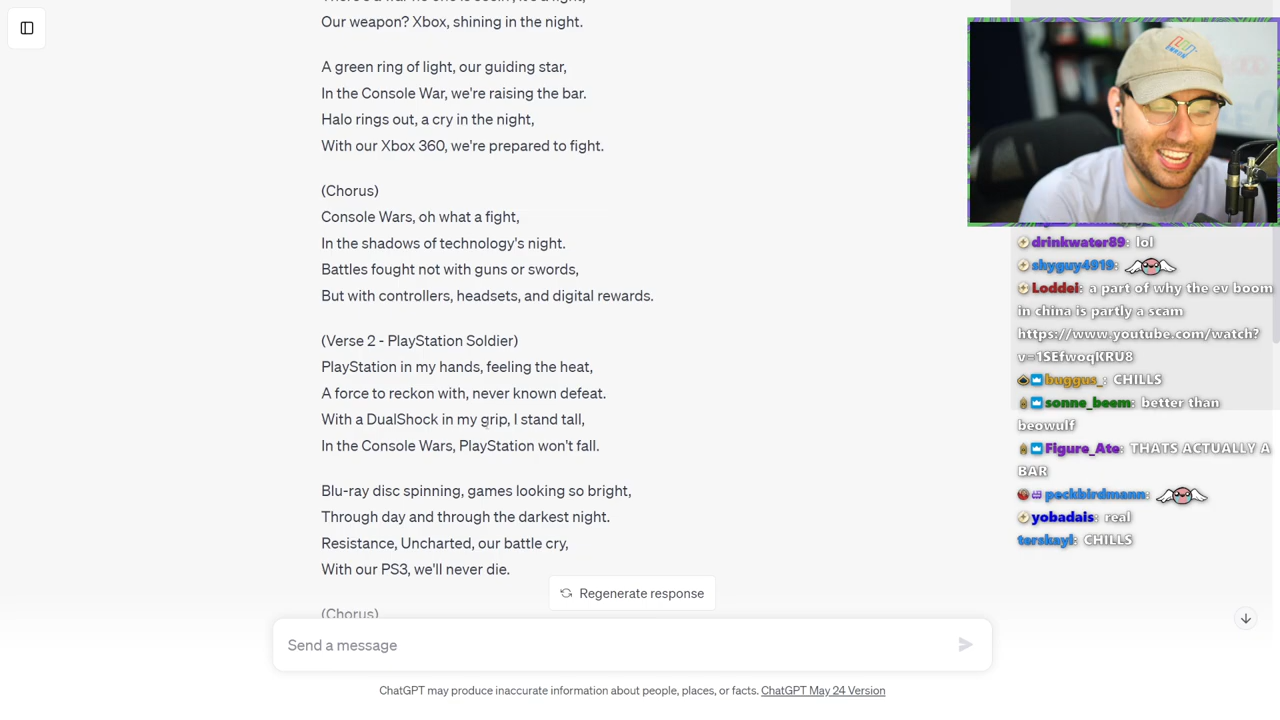 Our weapon? Xbox, shining in the night.
A green ring of light, our guiding star,
In the Console War, we're raising the bar.
Halo rings out, a cry in the night,
With our Xbox 360, we're prepared to fight.
(Chorus)
Console Wars, oh what a fight,
In the shadows of technology's night.
Battles fought not with guns or swords,
But with controllers, headsets, and digital rewards.
(Verse 2 - PlayStation Soldier)
PlayStation in my hands, feeling the heat,
A force to reckon with, never known defeat.
With a DualShock in my grip, I stand tall,
In the Console Wars, PlayStation won't fall.
Blu-ray disc spinning, games looking so bright,
Through day and through the darkest night.
Resistance, Uncharted, our battle cry,
With our PS3, we'll never die.
(Chorus)
Regenerate response
Send a message
ChatGPT may produce inaccurate information about people, places, or facts. ChatGPT May 24 Version
drinkwater89: lol
shyguy4919:
Loddei: a part of why the ev boom
in china is partly a scam
https://www.youtube.com/watch?
v=1SEfwoqKRU8
buggus_: CHILLS
sonne_beem: better than
beowulf
Figure_Ate: THATS ACTUALLY A
BAR
peckbirdmann:
yobadais: real
terskayl: CHILLS